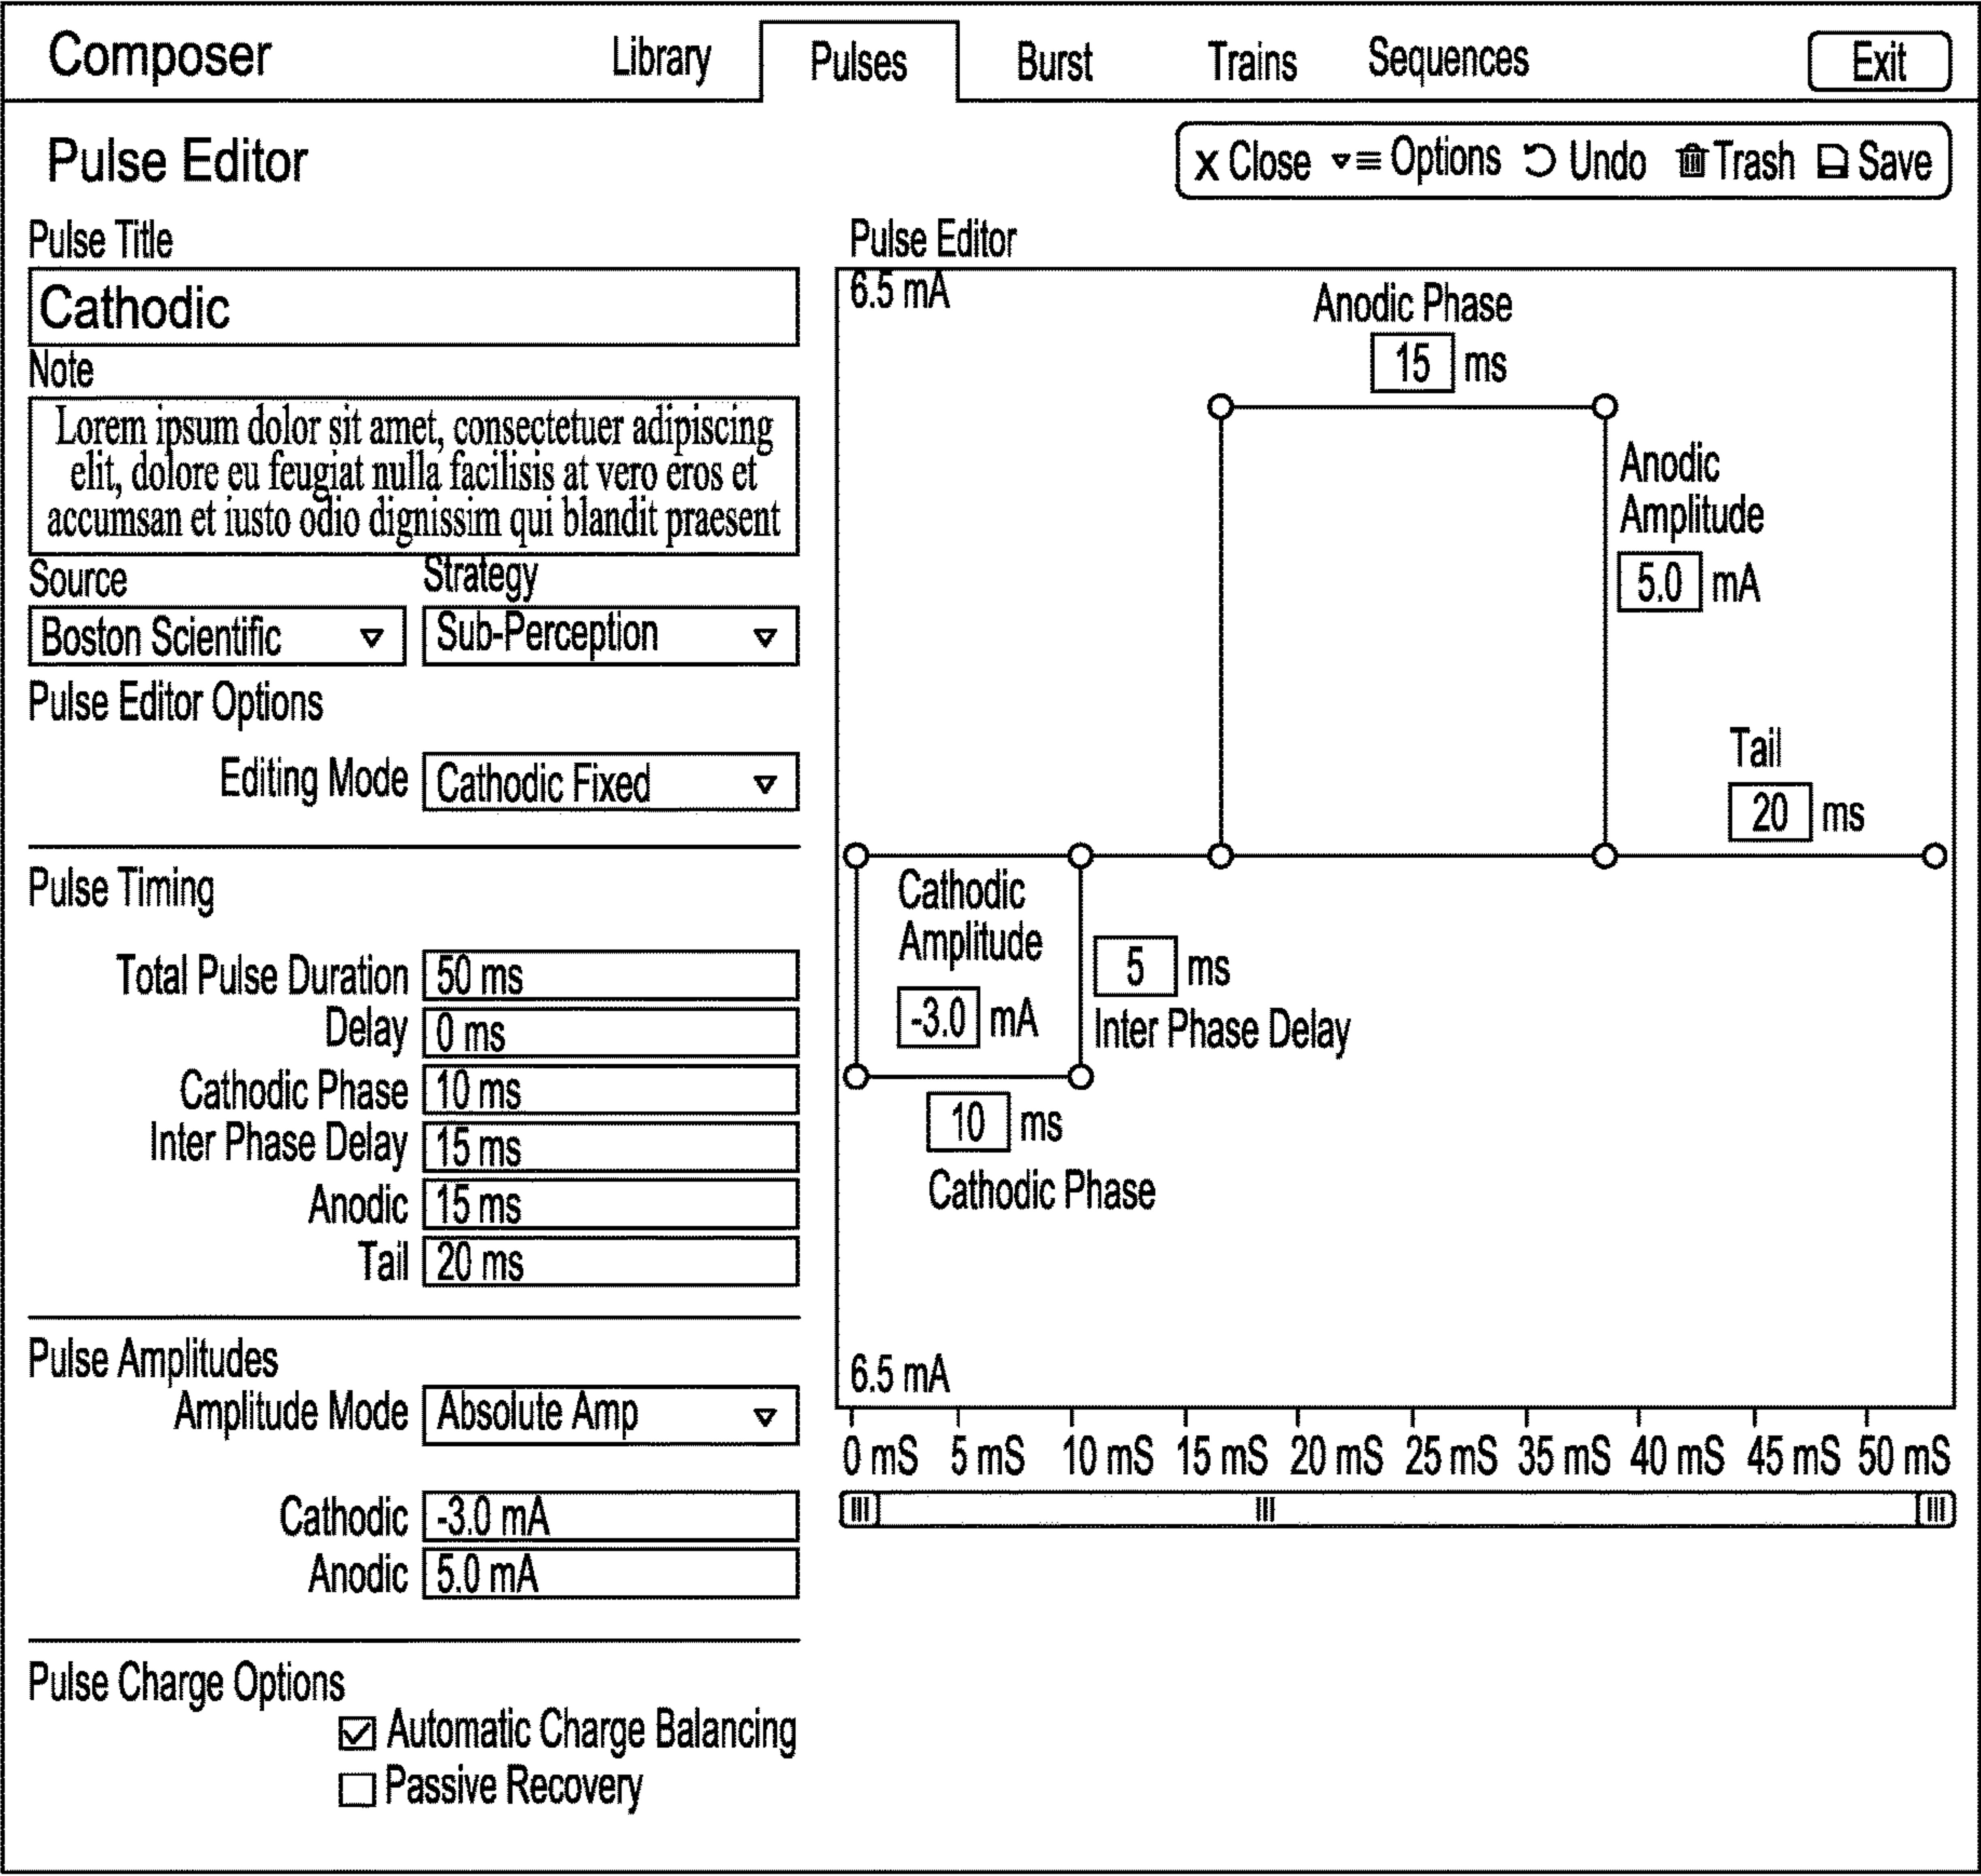 Composer
Library
Pulses
Burst
Trains
Sequences
Exit
Pulse Editor
X Close
Options
Undo
Trash
Save
Pulse Title
Cathodic
Note
Lorem ipsum dolor sit amet, consectetuer adipiscing
elit, dolore eu feugiat nulla facilisis at vero eros et
accumsan et iusto odio dignissim qui blandit praesent
Source
Strategy
Boston Scientific
Sub-Perception
Pulse Editor Options
Editing Mode
Cathodic Fixed
Pulse Timing
Total Pulse Duration
50 ms
Delay
0 ms
Cathodic Phase
10 ms
Inter Phase Delay
15 ms
Anodic
15 ms
Tail
20 ms
Pulse Amplitudes
Amplitude Mode
Absolute Amp
Cathodic
-3.0 mA
Anodic
5.0 mA
Pulse Charge Options
Automatic Charge Balancing
Passive Recovery
Pulse Editor
6.5 mA
Anodic Phase
15 ms
Anodic
Amplitude
5.0 mA
Tail
20 ms
Cathodic
Amplitude
-3.0 mA
5 ms
Inter Phase Delay
10 ms
Cathodic Phase
6.5 mA
0 mS
5 mS
10 mS
15 mS
20 mS
25 mS
35 mS
40 mS
45 mS
50 mS